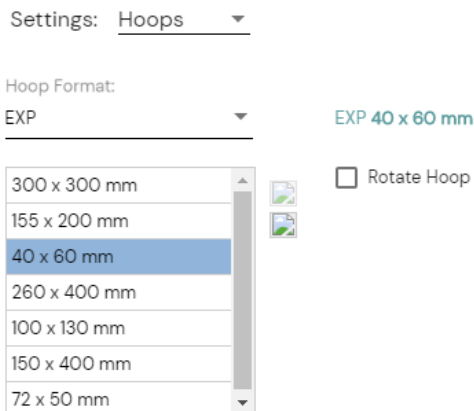 Settings: Hoops
Hoop Format:
EXP
EXP 40 x 60 mm
300 x 300 mm
Rotate Hoop
155 x 200 mm
40 x 60 mm
260 x 400 mm
100 x 130 mm
150 x 400 mm
72 x 50 mm